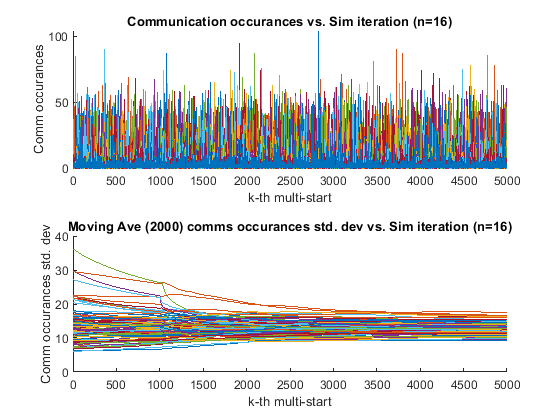 Communication occurances vs. Sim iteration (n=16)
Comm occurances
100
50
0
0 500 1000 1500 2000 2500 3000 3500 4000 4500 5000
k-th multi-start
Moving Ave (2000) comms occurances std. dev vs. Sim iteration (n=16)
Comm occurances std. dev
40
30
20
10
0
0 500 1000 1500 2000 2500 3000 3500 4000 4500 5000
k-th multi-start